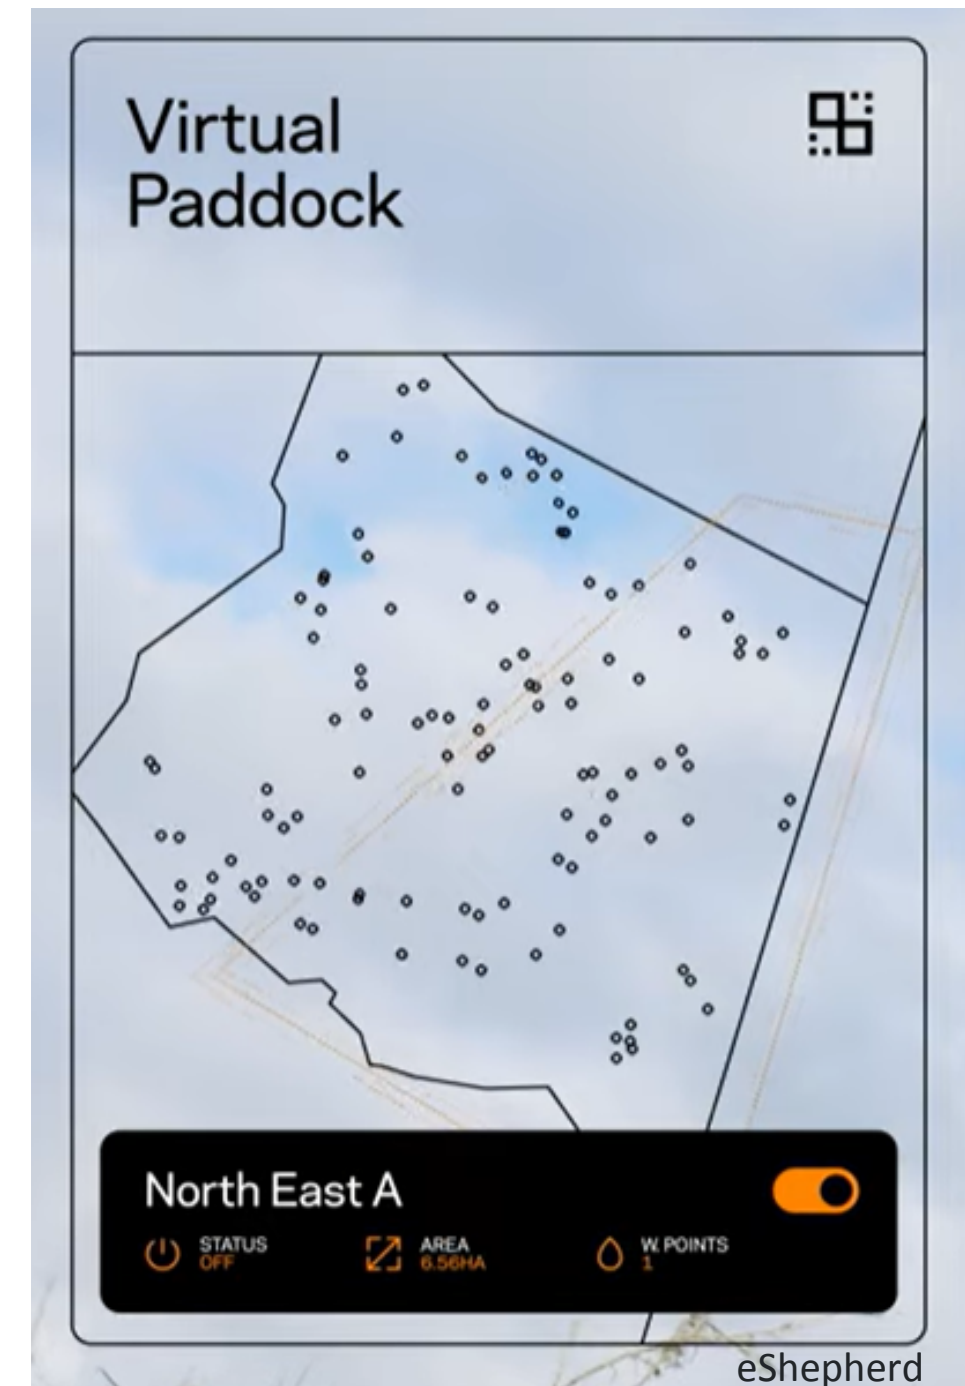 Virtual
Paddock
North East A
STATUS
OFF
AREA
6.56HA
W. POINTS
1
eShepherd